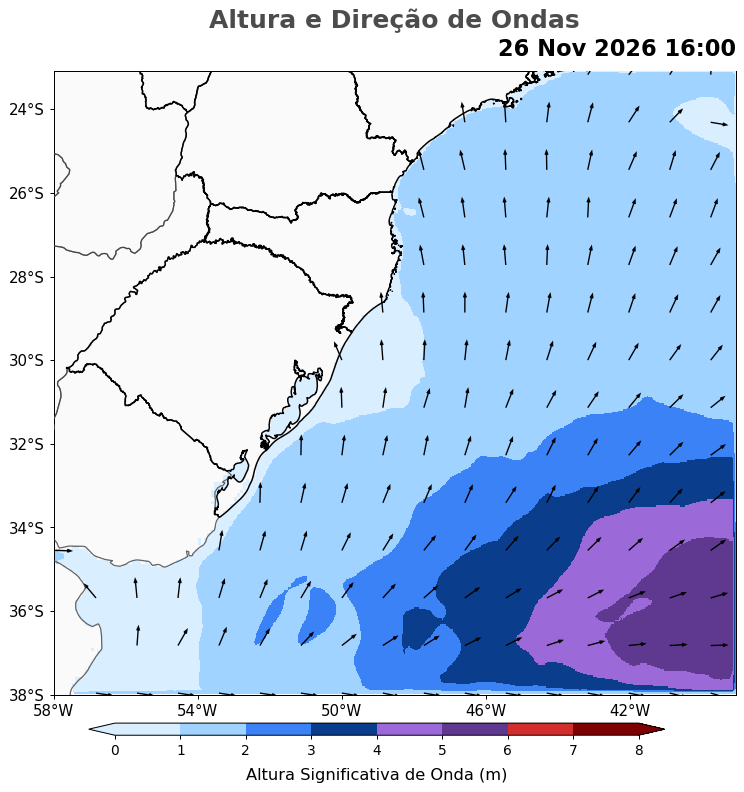 Altura e Direção de Ondas
26 Nov 2026 16:00
24°S
26°S
28°S
30°S
32°S
34°S
36°S
38°S
58°W 54°W 50°W 46°W 42°W
0 1 2 3 4 5 6 7 8
Altura Significativa de Onda (m)